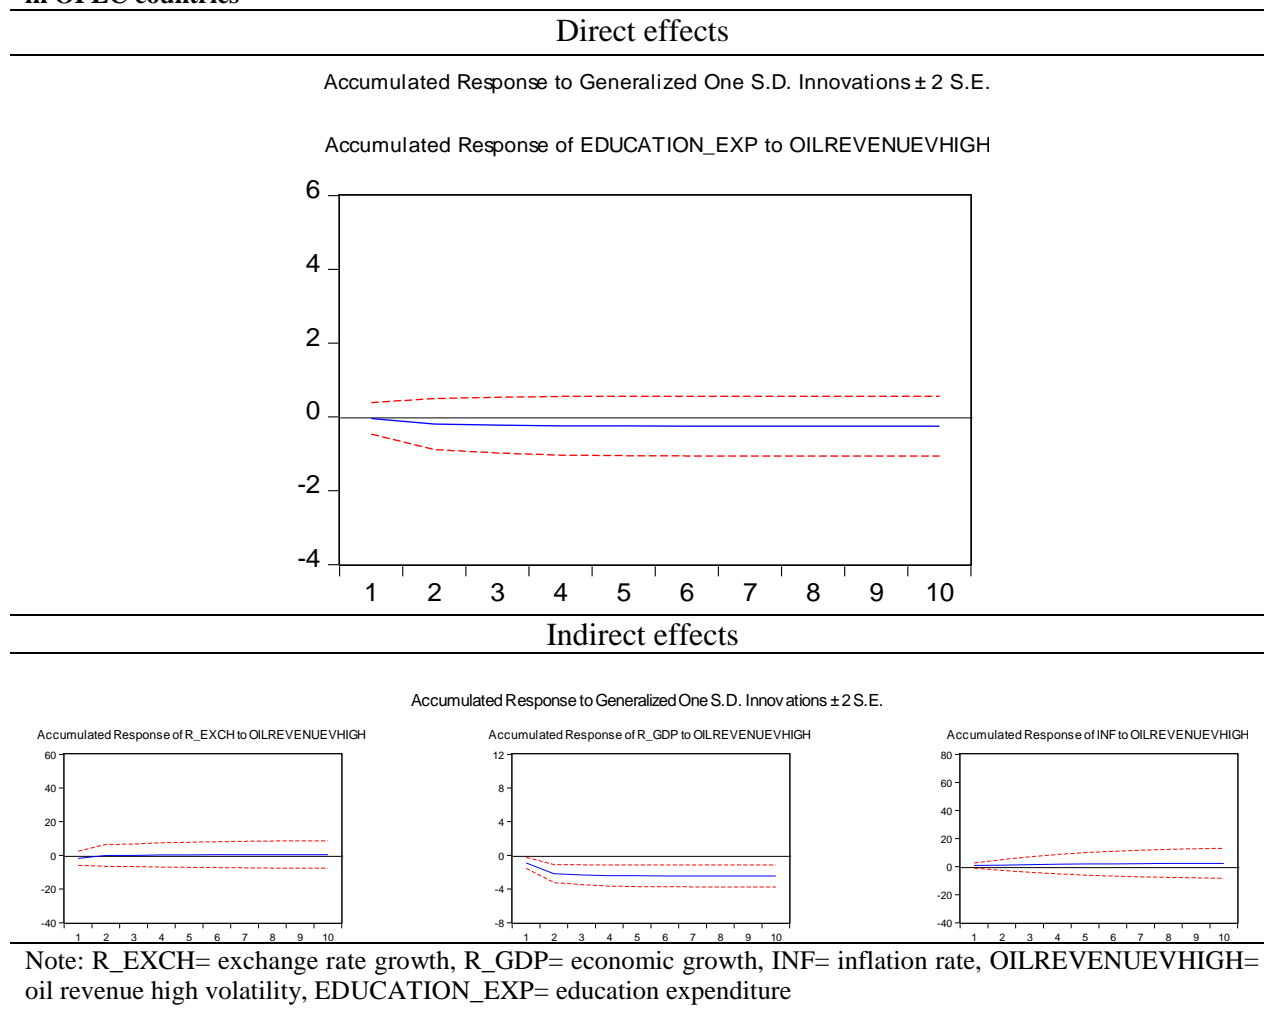 in OPEC countries
Direct effects
Accumulated Response to Generalized One S.D. Innovations ± 2 S.E.
Accumulated Response of EDUCATION_EXP to OILREVENUEVHIGH
6
4
2
0
-2
-4
1 2 3 4 5 6 7 8 9 10
Indirect effects
Accumulated Response to Generalized One S.D. Innovations ± 2 S.E.
Accumulated Response of R_EXCH to OILREVENUEVHIGH
60
40
20
0
-20
-40
1 2 3 4 5 6 7 8 9 10
Accumulated Response of R_GDP to OILREVENUEVHIGH
12
8
4
0
-4
-8
1 2 3 4 5 6 7 8 9 10
Accumulated Response of INF to OILREVENUEVHIGH
80
60
40
20
0
-20
-40
1 2 3 4 5 6 7 8 9 10
Note: R_EXCH= exchange rate growth, R_GDP= economic growth, INF= inflation rate, OILREVENUEVHIGH=
oil revenue high volatility, EDUCATION_EXP= education expenditure